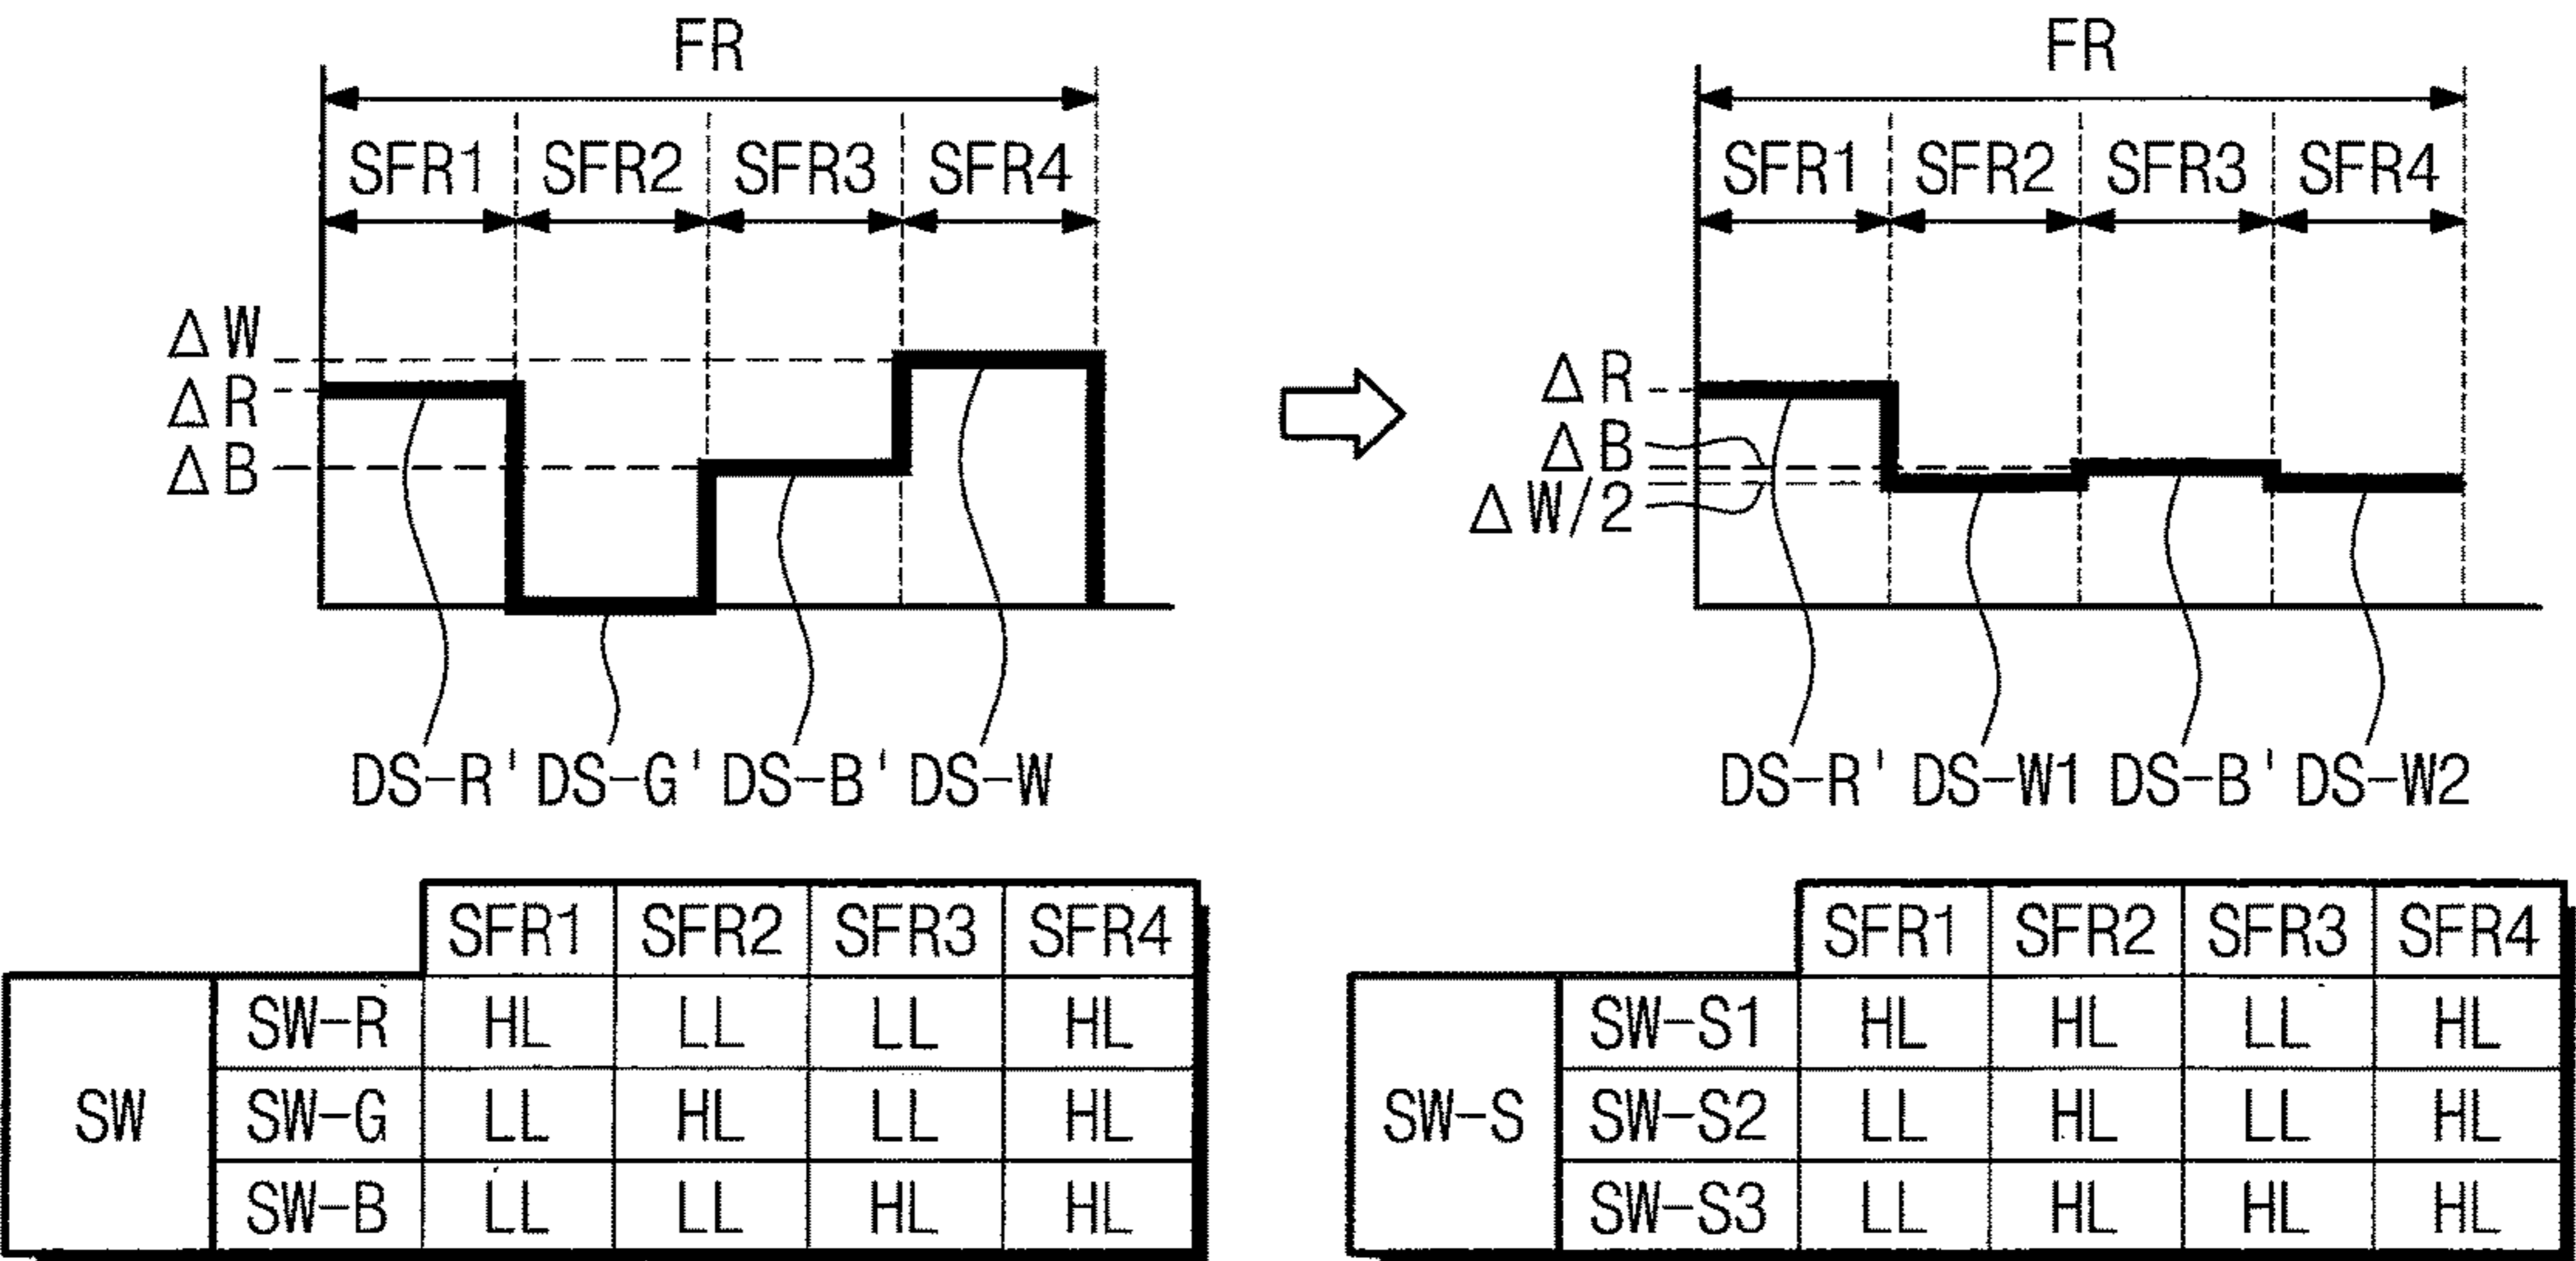 FR
SFR1 SFR2 SFR3 SFR4
ΔW
ΔR
ΔB
DS-R' DS-G' DS-B' DS-W
FR
SFR1 SFR2 SFR3 SFR4
ΔR
ΔB
ΔW/2
DS-R' DS-W1 DS-B' DS-W2
SFR1 SFR2 SFR3 SFR4
SW
SW-R HL LL LL HL
SW-G LL HL LL HL
SW-B LL LL HL HL
SFR1 SFR2 SFR3 SFR4
SW-S
SW-S1 HL HL LL HL
SW-S2 LL HL LL HL
SW-S3 LL HL HL HL